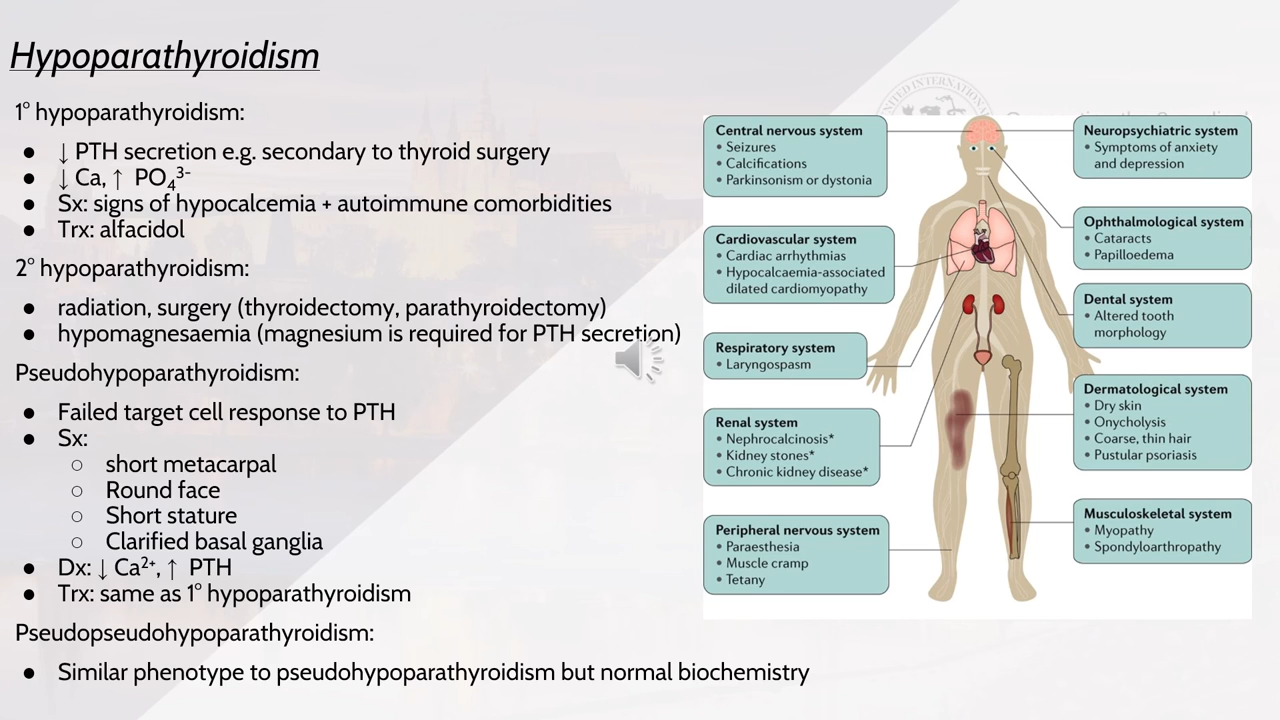 Hypoparathyroidism
1° hypoparathyroidism:
● ↓ PTH secretion e.g. secondary to thyroid surgery
● ↓ Ca, ↑ PO₄³⁻
● Sx: signs of hypocalcemia + autoimmune comorbidities
● Trx: alfacidol
2° hypoparathyroidism:
● radiation, surgery (thyroidectomy, parathyroidectomy)
● hypomagnesaemia (magnesium is required for PTH secretion)
Pseudohypoparathyroidism:
● Failed target cell response to PTH
● Sx:
○ short metacarpal
○ Round face
○ Short stature
○ Clarified basal ganglia
● Dx: ↓ Ca²⁺, ↑ PTH
● Trx: same as 1° hypoparathyroidism
Pseudopseudohypoparathyroidism:
● Similar phenotype to pseudohypoparathyroidism but normal biochemistry
UNITED INTERNATION
Central nervous system
• Seizures
• Calcifications
• Parkinsonism or dystonia
Cardiovascular system
• Cardiac arrhythmias
• Hypocalcaemia-associated
dilated cardiomyopathy
Respiratory system
• Laryngospasm
Renal system
• Nephrocalcinosis*
• Kidney stones*
• Chronic kidney disease*
Peripheral nervous system
• Paraesthesia
• Muscle cramp
• Tetany
Neuropsychiatric system
• Symptoms of anxiety
and depression
Ophthalmological system
• Cataracts
• Papilloedema
Dental system
• Altered tooth
morphology
Dermatological system
• Dry skin
• Onycholysis
• Coarse, thin hair
• Pustular psoriasis
Musculoskeletal system
• Myopathy
• Spondyloarthropathy